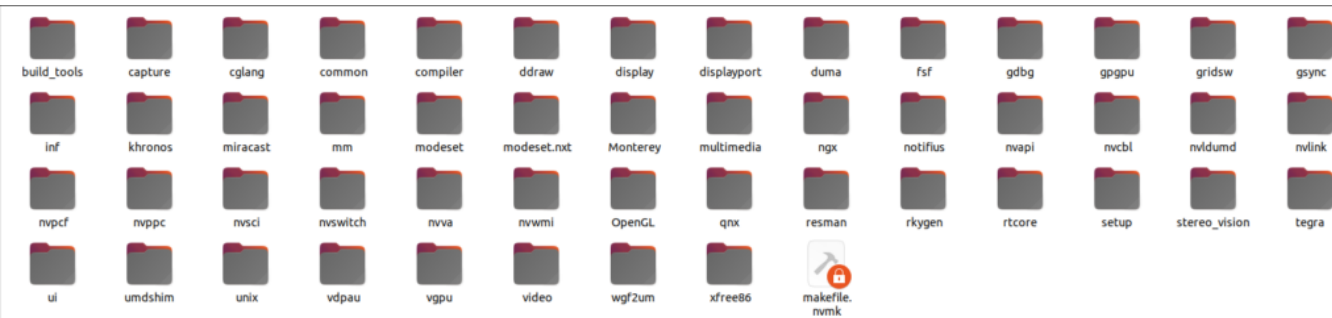 build_tools capture cglang common compiler ddraw display displayport duma fsf gdbg gpgpu gridsw gsync
inf khronos miracast mm modeset modeset.nxt Monterey multimedia ngx notifius nvapi nvcbl nvldumd nvlink
nvpcf nvppc nvsci nvswitch nvva nvwmi OpenGL qnx resman rkygen rtcore setup stereo_vision tegra
ui umdshim unix vdpau vgpu video wgf2um xfree86 makefile.
nvmk